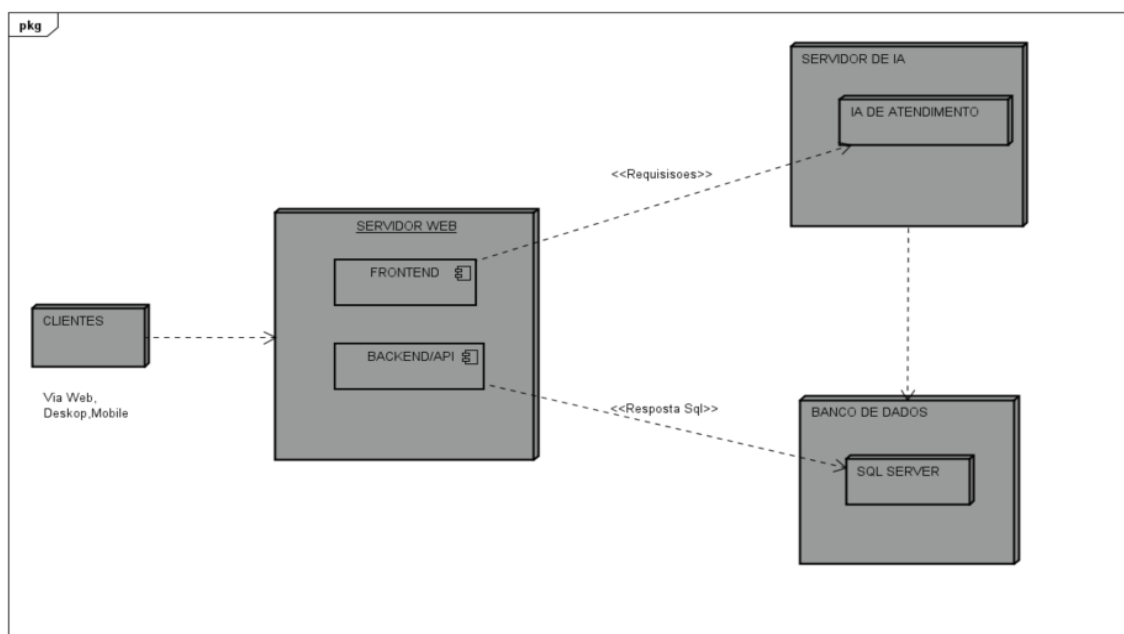 pkg
SERVIDOR DE IA
IA DE ATENDIMENTO
<<Requisisoes>>
SERVIDOR WEB
FRONTEND
CLIENTES
BACKEND/API
Via Web,
Deskop,Mobile
<<Resposta Sql>>
BANCO DE DADOS
SQL SERVER